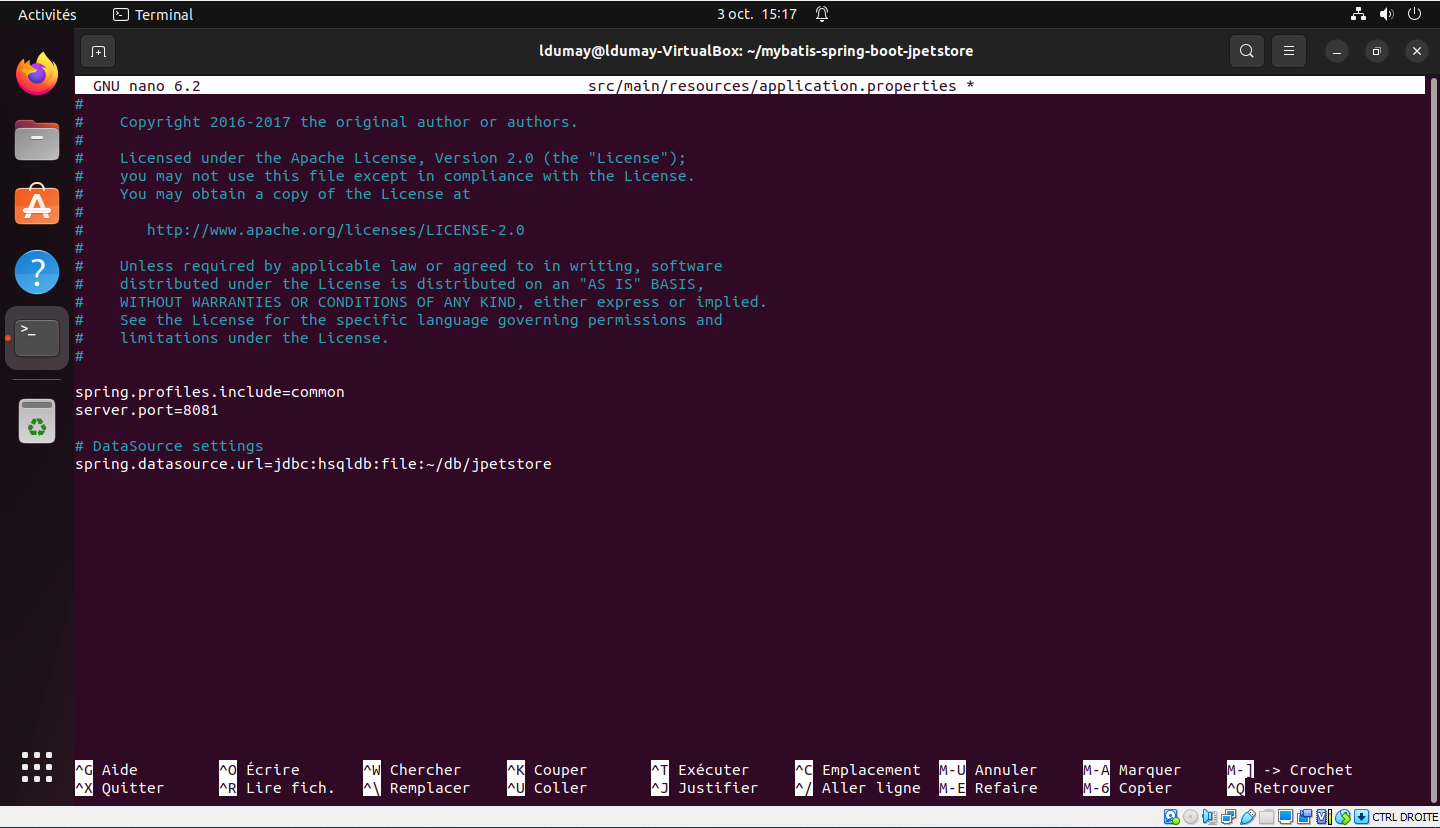 Activités Terminal 3 oct. 15:17
ldumay@ldumay-VirtualBox: ~/mybatis-spring-boot-jpetstore
GNU nano 6.2 src/main/resources/application.properties *
#
# Copyright 2016-2017 the original author or authors.
#
# Licensed under the Apache License, Version 2.0 (the "License");
# you may not use this file except in compliance with the License.
# You may obtain a copy of the License at
#
# http://www.apache.org/licenses/LICENSE-2.0
#
# Unless required by applicable law or agreed to in writing, software
# distributed under the License is distributed on an "AS IS" BASIS,
# WITHOUT WARRANTIES OR CONDITIONS OF ANY KIND, either express or implied.
# See the License for the specific language governing permissions and
# limitations under the License.
#
spring.profiles.include=common
server.port=8081
# DataSource settings
spring.datasource.url=jdbc:hsqldb:file:~/db/jpetstore
^G Aide ^O Écrire ^W Chercher ^K Couper ^T Exécuter ^C Emplacement M-U Annuler M-A Marquer M-] -> Crochet
^X Quitter ^R Lire fich. ^\ Remplacer ^U Coller ^J Justifier ^/ Aller ligne M-E Refaire M-6 Copier ^Q Retrouver
CTRL DROITE